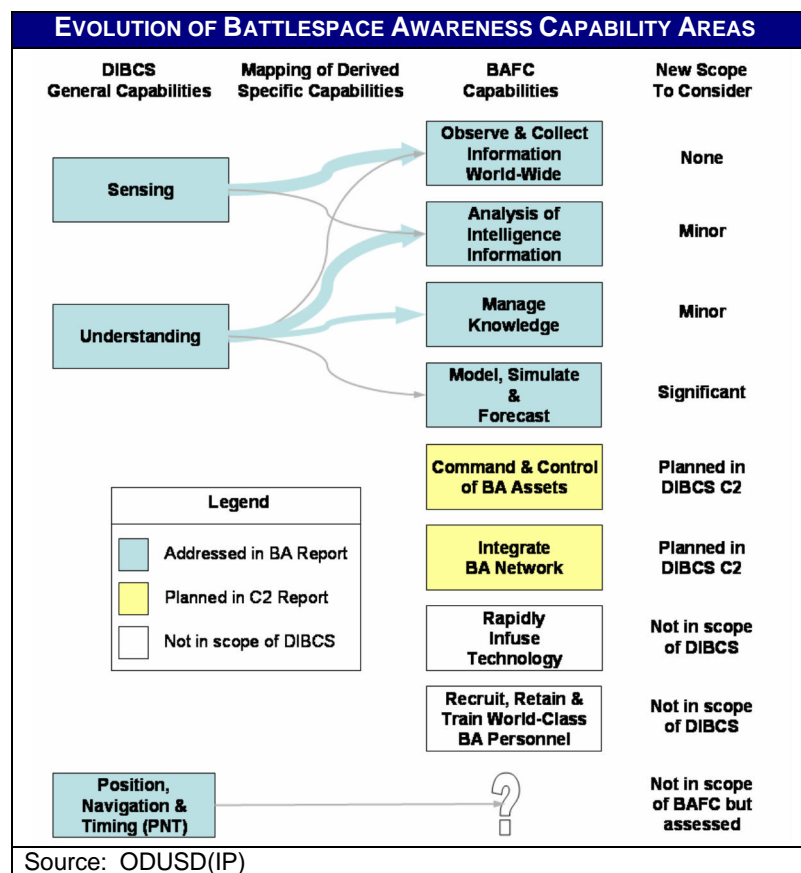 EVOLUTION OF BATTLESPACE AWARENESS CAPABILITY AREAS
DIBCS
General Capabilities
Mapping of Derived
Specific Capabilities
BAFC
Capabilities
New Scope
To Consider
Sensing
Observe & Collect
Information
World-Wide
None
Analysis of
Intelligence
Information
Minor
Understanding
Manage
Knowledge
Minor
Model, Simulate
&
Forecast
Significant
Command & Control
of BA Assets
Planned in
DIBCS C2
Legend
Addressed in BA Report
Planned in C2 Report
Not in scope of DIBCS
Integrate
BA Network
Planned in
DIBCS C2
Rapidly
Infuse
Technology
Not in scope
of DIBCS
Recruit, Retain &
Train World-Class
BA Personnel
Not in scope
of DIBCS
Position,
Navigation &
Timing (PNT)
?
Not in scope
of BAFC but
assessed
Source: ODUSD(IP)